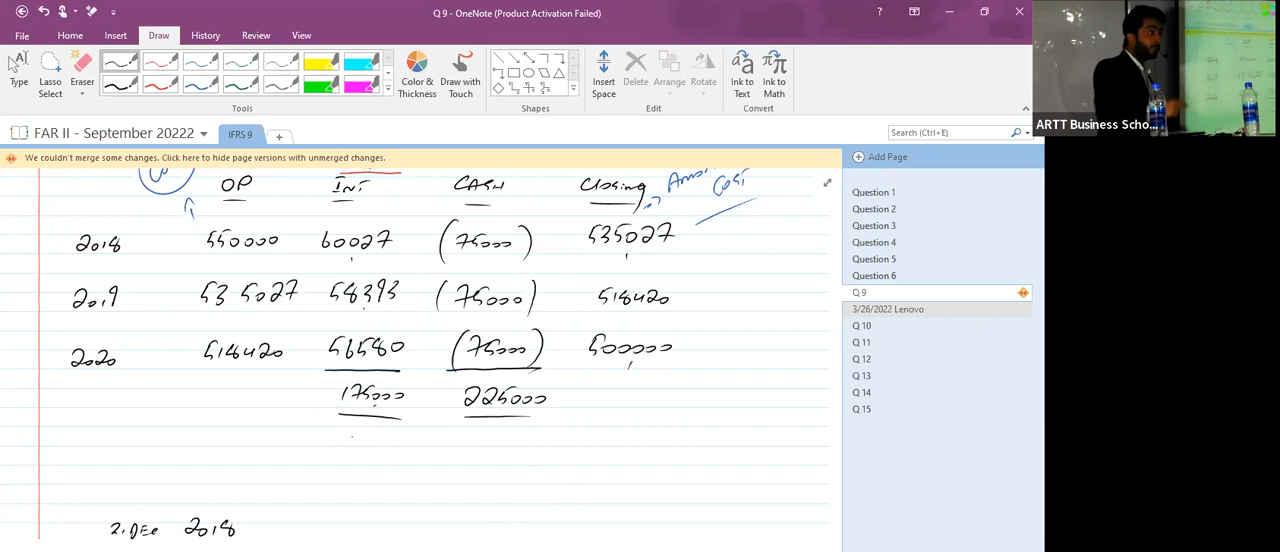 Q 9 - OneNote (Product Activation Failed)
File Home Insert Draw History Review View
Type Lasso Select Eraser Color & Thickness Draw with Touch Insert Space Delete Arrange Rotate Ink to Text Ink to Math
Tools Shapes Edit Convert
ARTT Business Scho...
FAR II - September 20222 IFRS 9 Search (Ctrl+E)
We couldn't merge some changes. Click here to hide page versions with unmerged changes.
Add Page
OP INT CASH Closing Amo. Cost
2018 550000 60027 (75000) 535027
2019 535027 58393 (75000) 518420
2020 518420 56580 (75000) 500000
175000 225000
2018
Question 1
Question 2
Question 3
Question 4
Question 5
Question 6
Q 9
3/26/2022 Lenovo
Q 10
Q 11
Q 12
Q 13
Q 14
Q 15